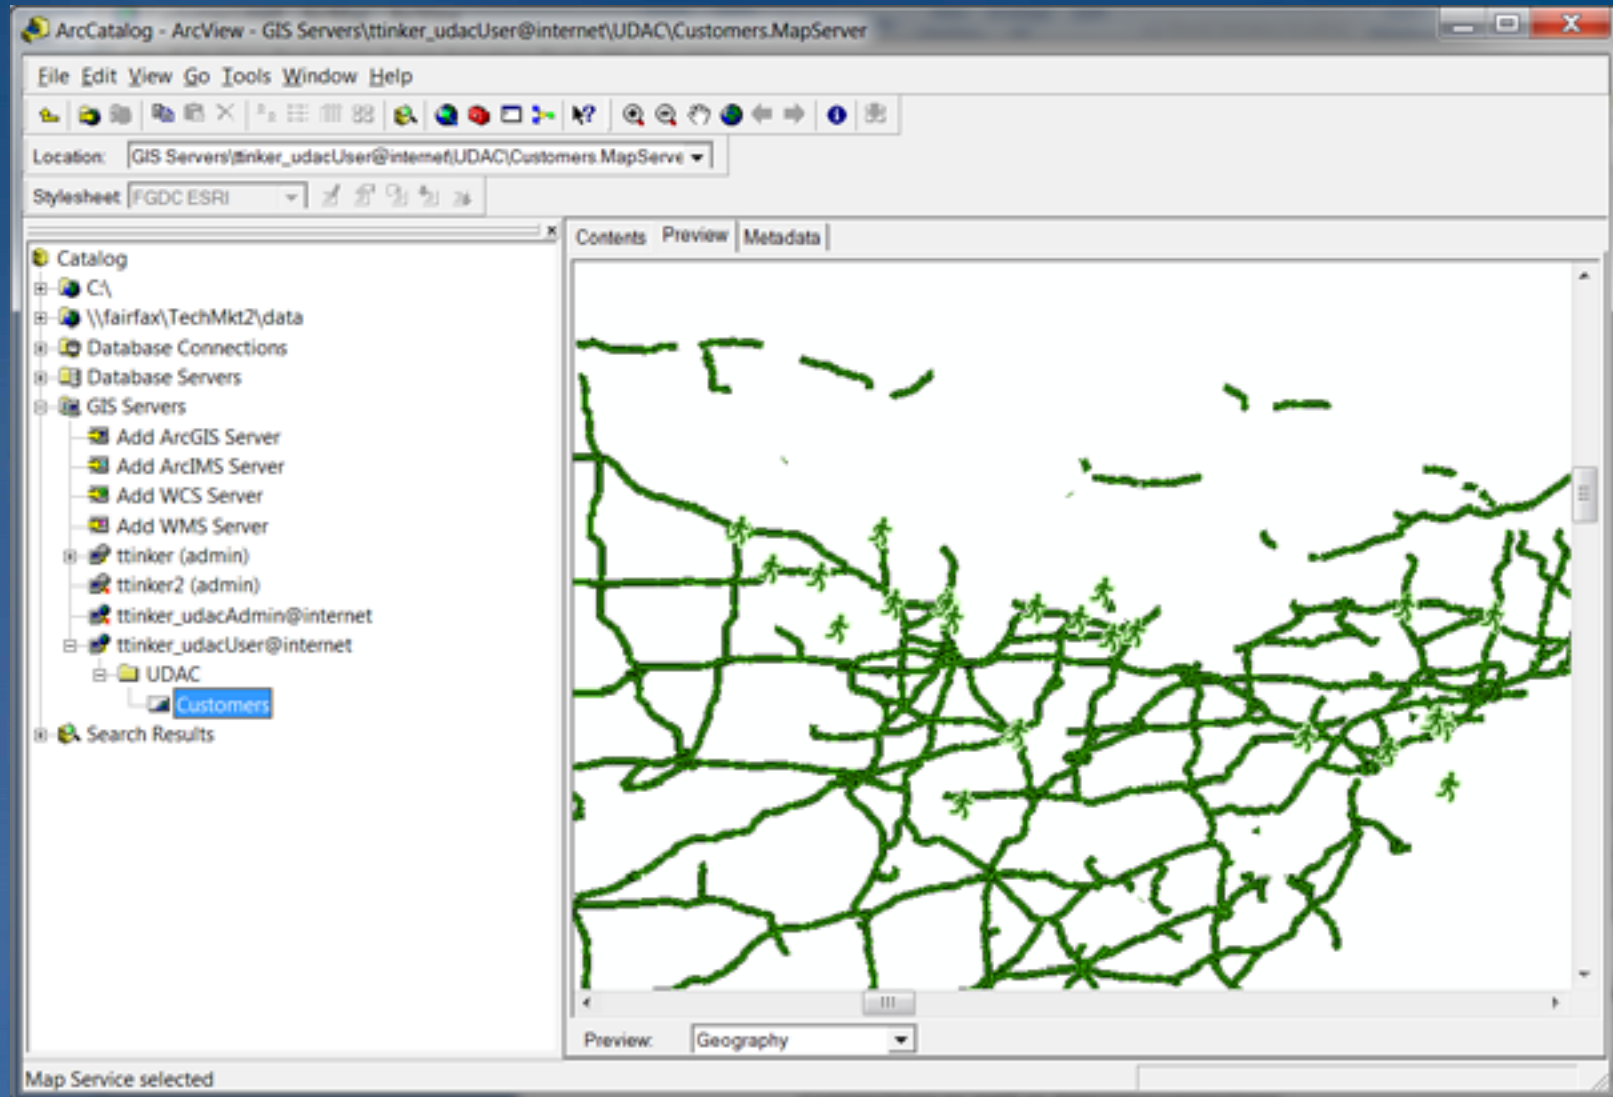 ArcCatalog - ArcView - GIS Servers\ttinker_udacUser@internet\UDAC\Customers.MapServer
File Edit View Go Tools Window Help
Location: GIS Servers\ttinker_udacUser@internet\UDAC\Customers.MapServe
Stylesheet: FGDC ESRI
Contents Preview Metadata
Catalog
C:\
\\fairfax\TechMkt2\data
Database Connections
Database Servers
GIS Servers
Add ArcGIS Server
Add ArcIMS Server
Add WCS Server
Add WMS Server
ttinker (admin)
ttinker2 (admin)
ttinker_udacAdmin@internet
ttinker_udacUser@internet
UDAC
Customers
Search Results
Preview: Geography
Map Service selected